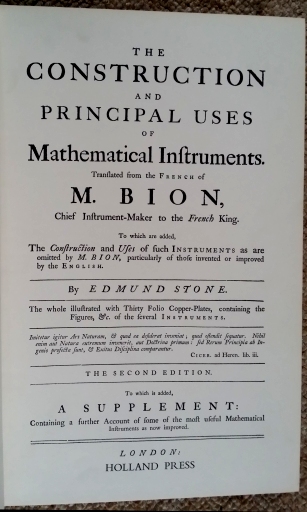 THE
CONSTRUCTION
AND
PRINCIPAL USES
OF
Mathematical Inſtruments.
Tranſlated from the FRENCH of
M. BION,
Chief Inſtrument-Maker to the French King.
To which are added,
The Conſtruction and Uſes of ſuch INSTRUMENTS as are
omitted by M. BION, particularly of thoſe invented or improved
by the ENGLISH.
By EDMUND STONE.
The whole illuſtrated with Thirty Folio Copper-Plates, containing the
Figures, &c. of the ſeveral INSTRUMENTS.
Imitetur igitur Ars Naturam, & quod ea deſideret inveniat; quod oſtendit ſequatur. Nihil
enim aut Natura extremum invenerit, aut Doctrina primum: ſed Rerum Principia ab In-
genio profecta ſunt, & Exitus Diſciplina comparantur.
CICER. ad Heren. lib. iii.
THE SECOND EDITION.
To which is added,
A SUPPLEMENT:
Containing a further Account of ſome of the moſt uſeful Mathematical
Inſtruments as now improved.
LONDON:
HOLLAND PRESS